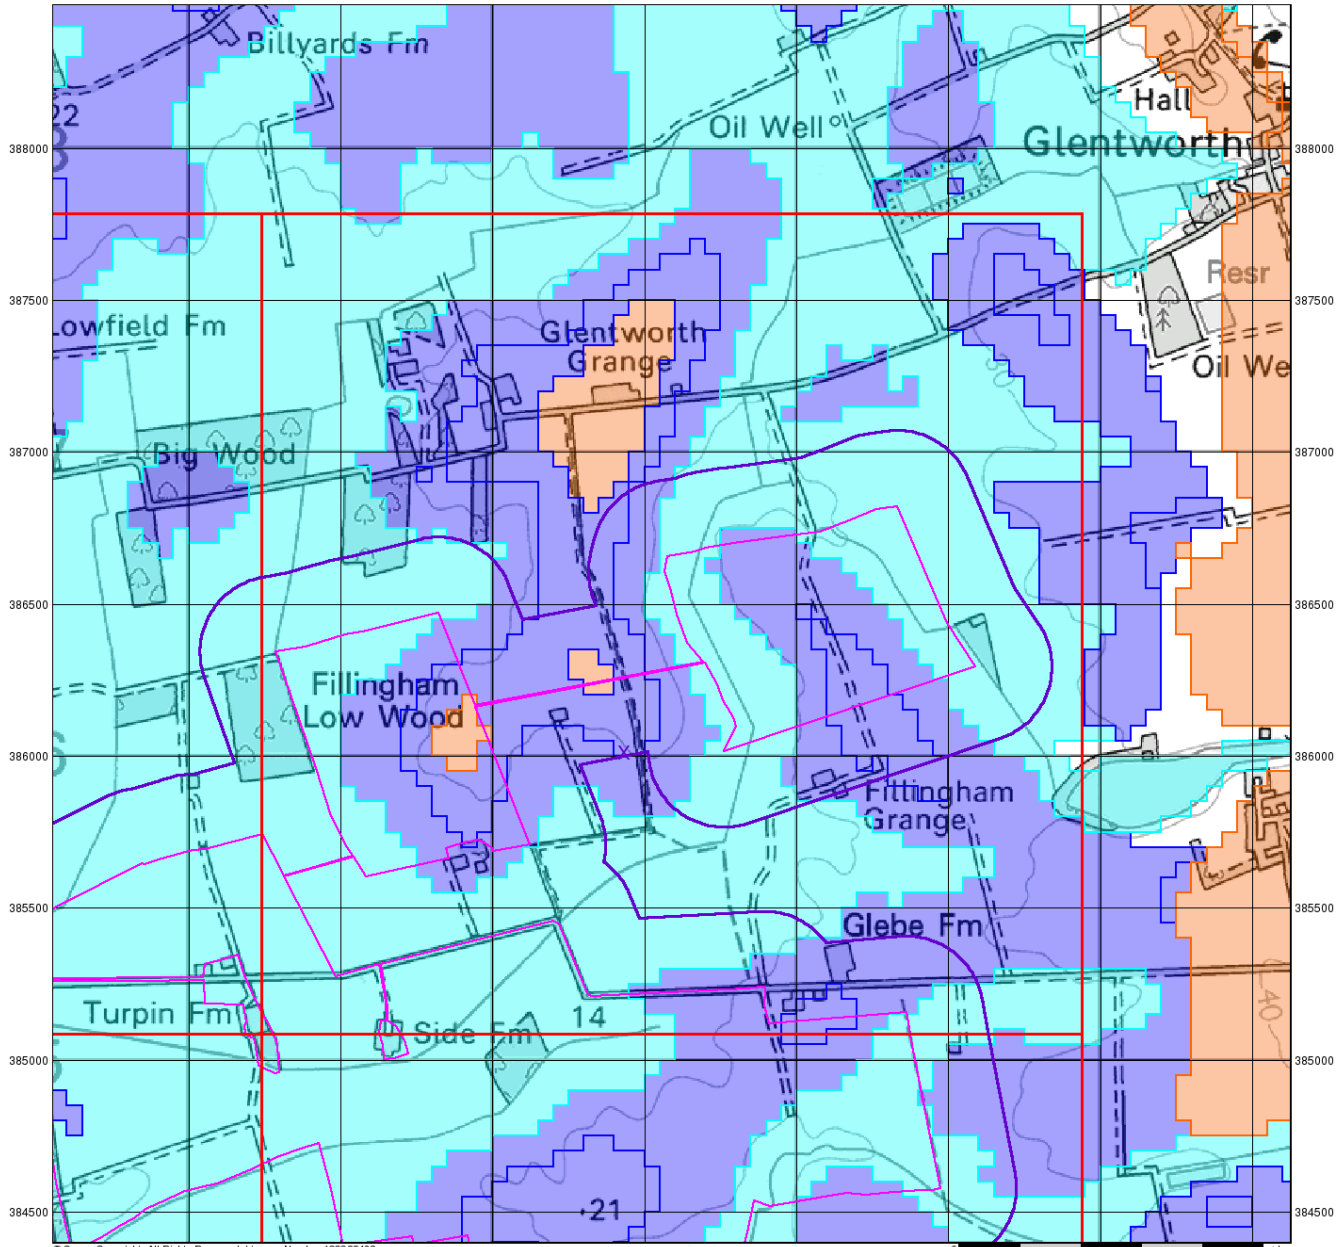 Billyards Fm
22
Hall
Oil Well
Glentworth
388000
388000
Resr
387500
387500
Lowfield Fm
Glentworth
Grange
Oil We
Big Wood
387000
387000
386500
386500
Fillingham
Low Wood
386000
386000
Fillingham
Grange
385500
385500
Glebe Fm
Turpin Fm
14
Side Fm
40
385000
385000
21
384500
384500